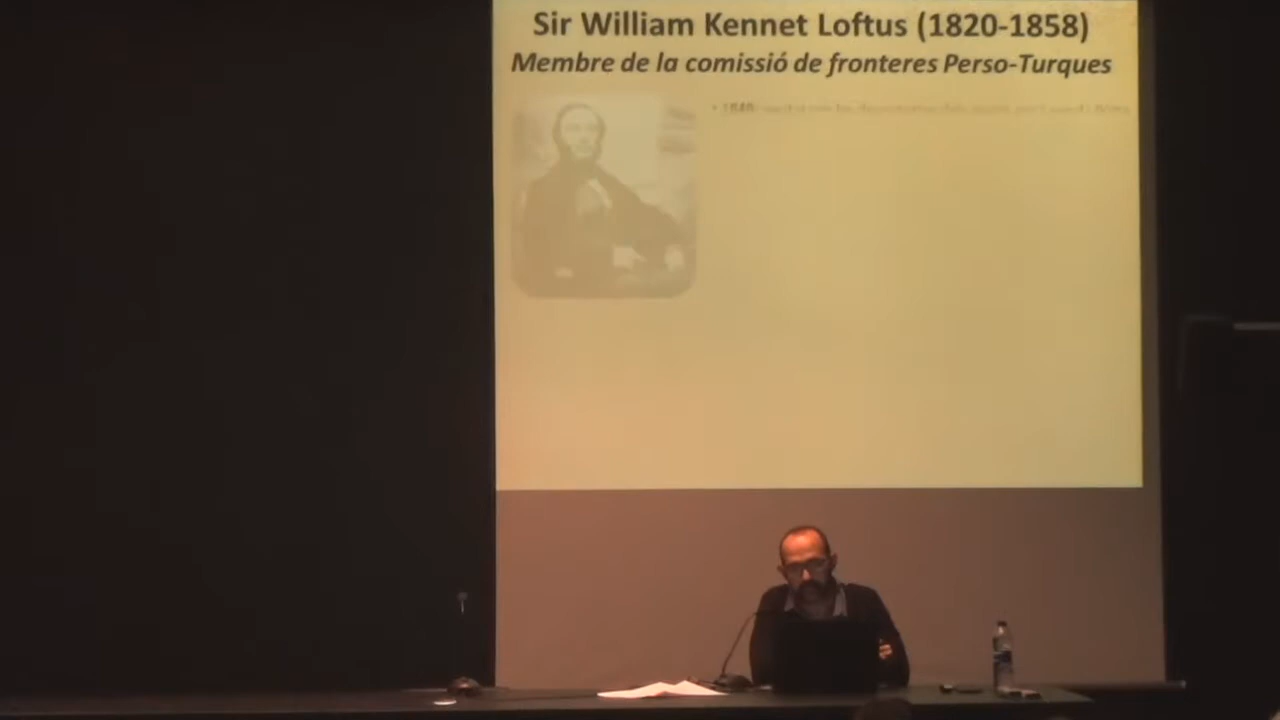 Sir William Kennet Loftus (1820-1858)
Membre de la comissió de fronteres Perso-Turques